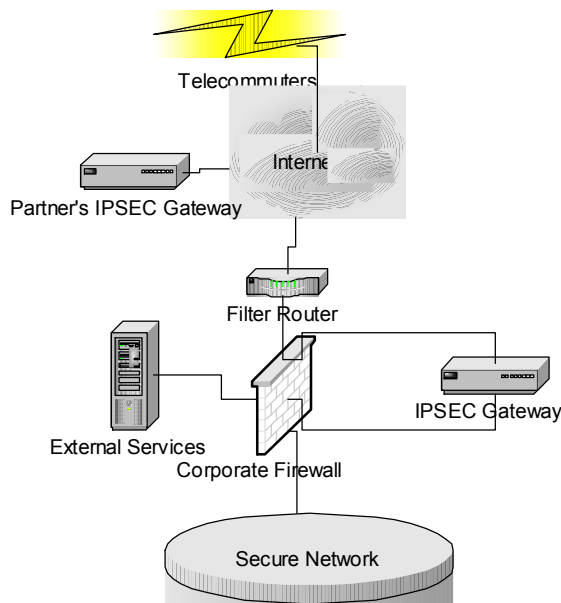 Telecommuters
Interne
Partner's IPSEC Gateway
Filter Router
IPSEC Gateway
External Services
Corporate Firewall
Secure Network